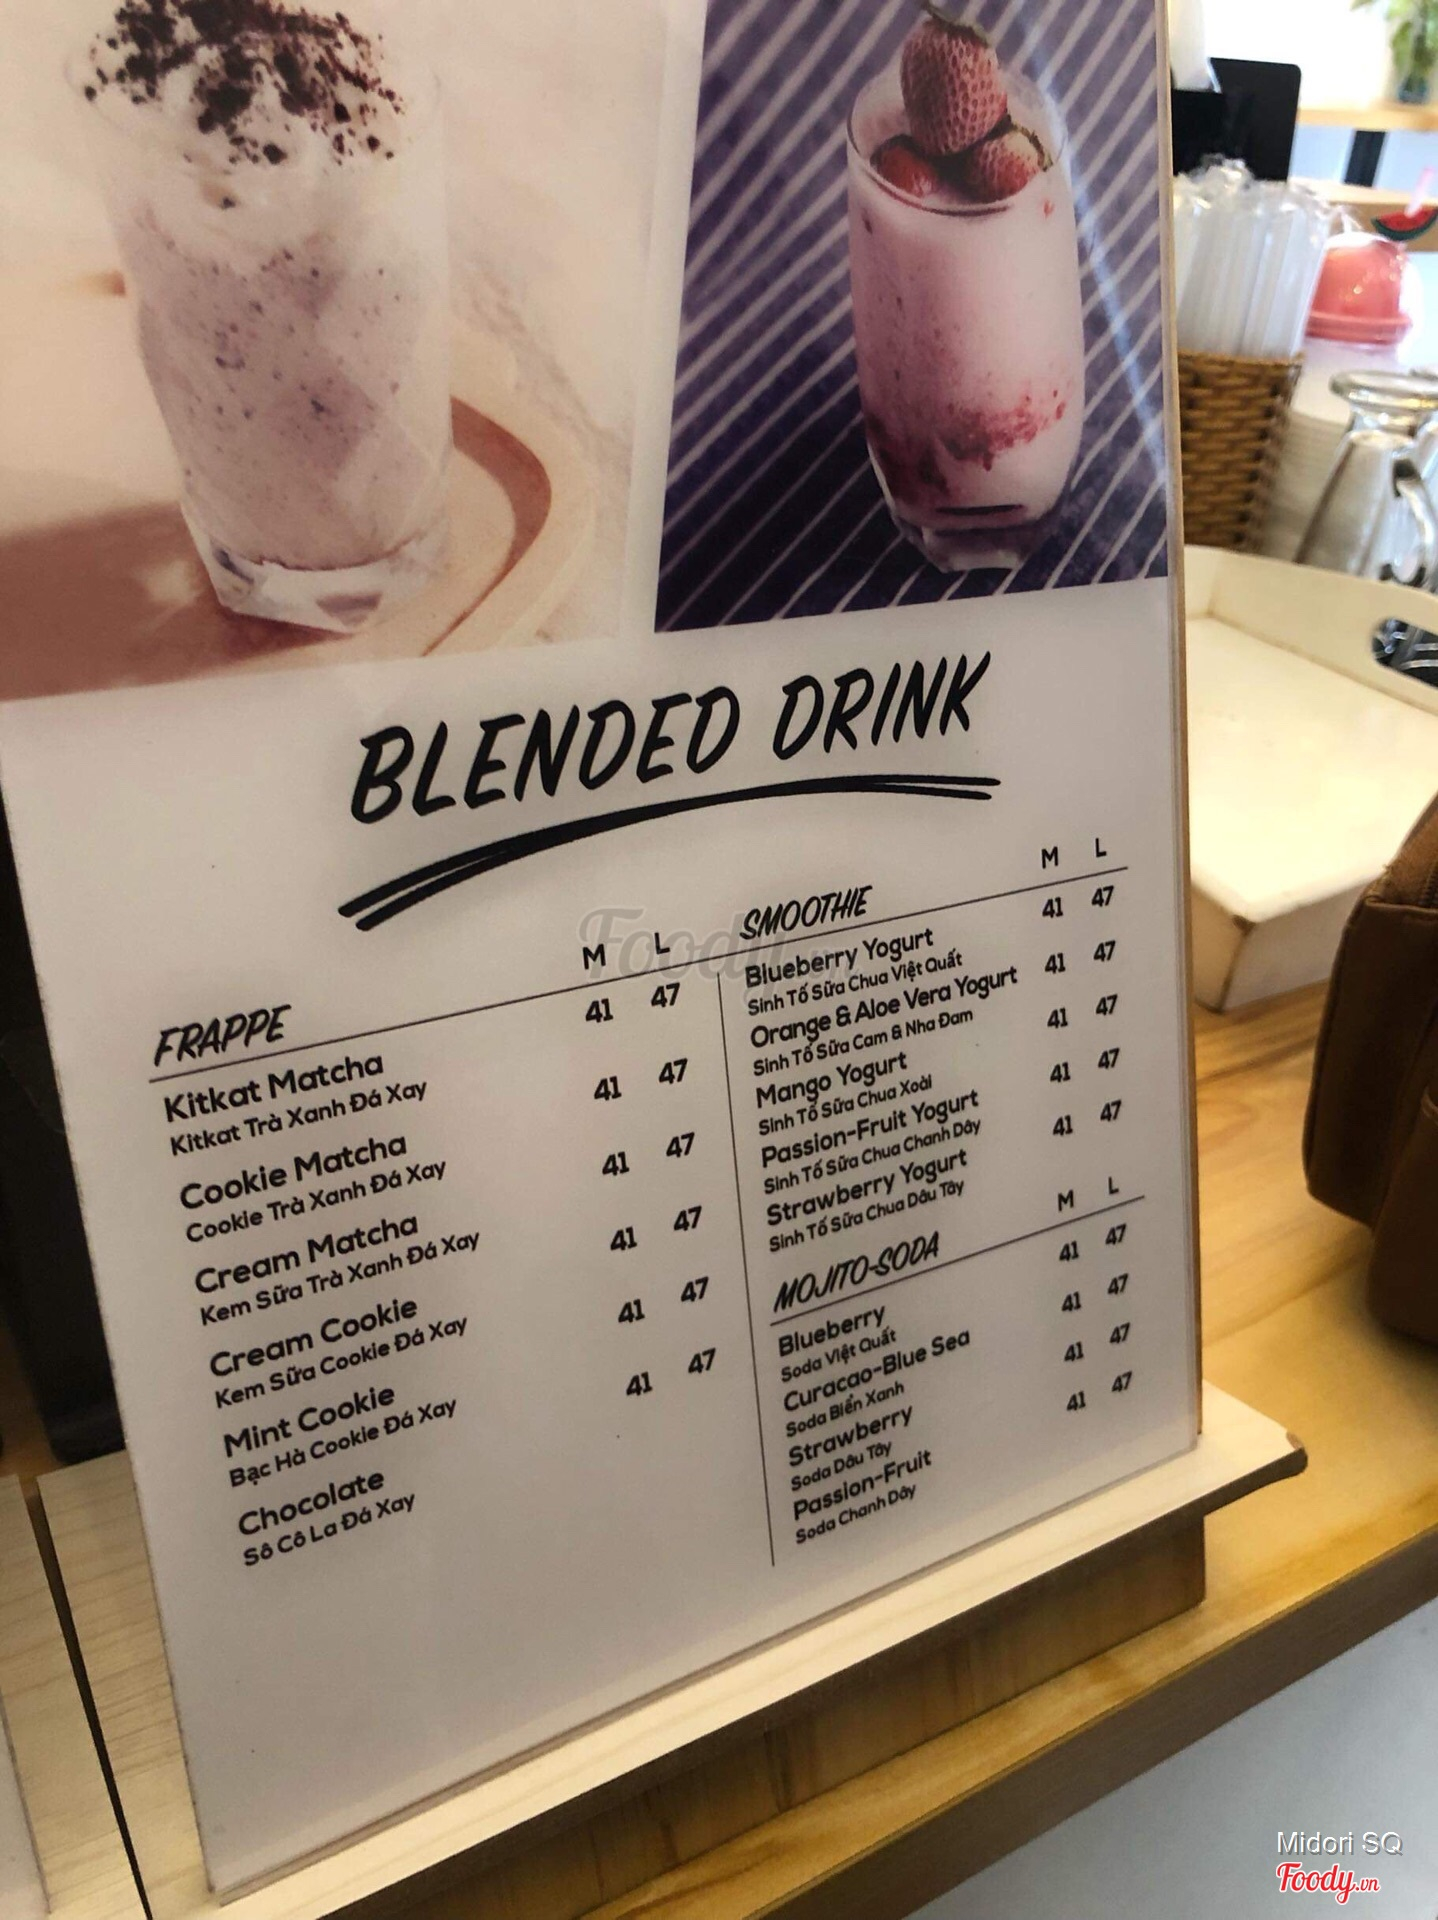 BLENDED DRINK
M L
FRAPPE
Kitkat Matcha 41 47
Kitkat Trà Xanh Đá Xay
Cookie Matcha 41 47
Cookie Trà Xanh Đá Xay
Cream Matcha 41 47
Kem Sữa Trà Xanh Đá Xay
Cream Cookie 41 47
Kem Sữa Cookie Đá Xay
Mint Cookie 41 47
Bạc Hà Cookie Đá Xay
Chocolate 41 47
Sô Cô La Đá Xay
M L
SMOOTHIE
Blueberry Yogurt 41 47
Sinh Tố Sữa Chua Việt Quất
Orange & Aloe Vera Yogurt 41 47
Sinh Tố Sữa Cam & Nha Đam
Mango Yogurt 41 47
Sinh Tố Sữa Chua Xoài
Passion-Fruit Yogurt 41 47
Sinh Tố Sữa Chua Chanh Dây
Strawberry Yogurt 41 47
Sinh Tố Sữa Chua Dâu Tây
M L
MOJITO-SODA
Blueberry 41 47
Soda Việt Quất
Curacao-Blue Sea 41 47
Soda Biển Xanh
Strawberry 41 47
Soda Dâu Tây
Passion-Fruit 41 47
Soda Chanh Dây
Foody.vn
Midori SQ
Foody.vn